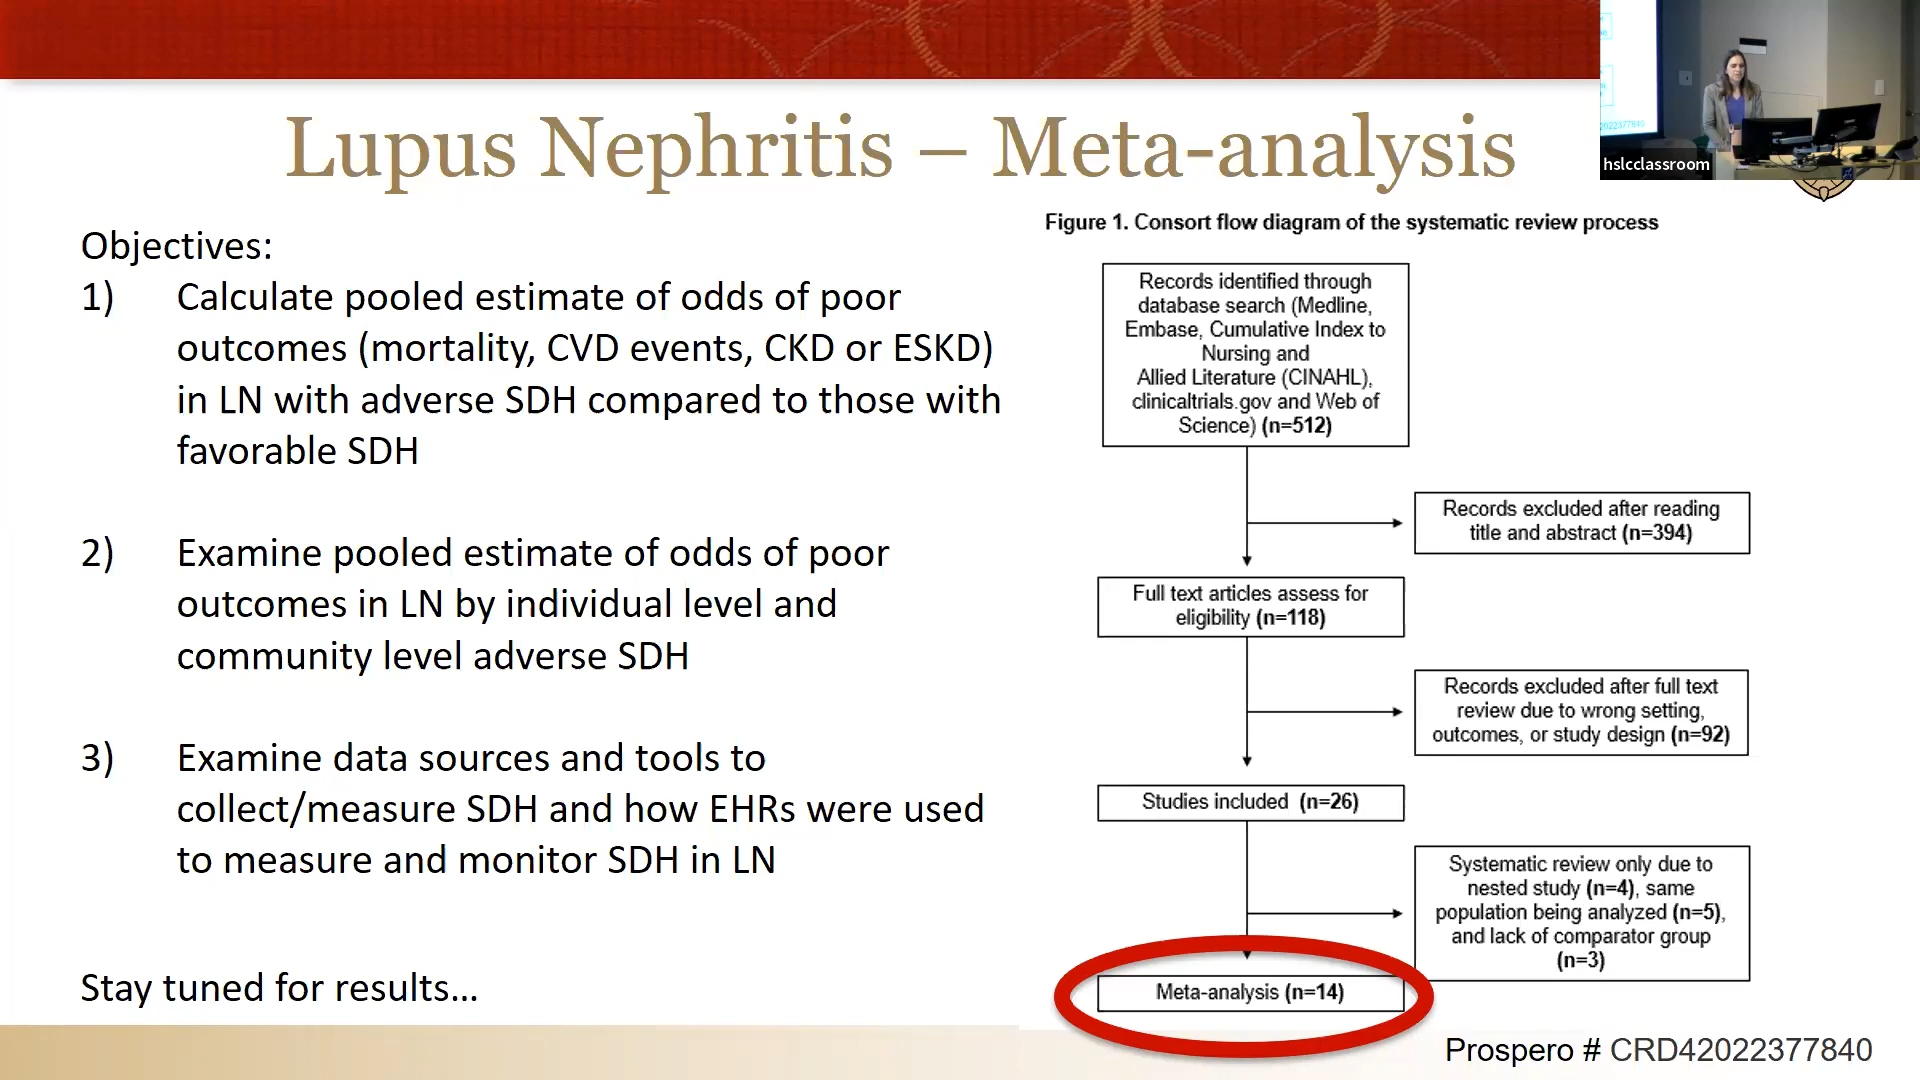 Lupus Nephritis – Meta-analysis
hslcclassroom
2022377840
Objectives:
1) Calculate pooled estimate of odds of poor
outcomes (mortality, CVD events, CKD or ESKD)
in LN with adverse SDH compared to those with
favorable SDH
2) Examine pooled estimate of odds of poor
outcomes in LN by individual level and
community level adverse SDH
3) Examine data sources and tools to
collect/measure SDH and how EHRs were used
to measure and monitor SDH in LN
Stay tuned for results...
Figure 1. Consort flow diagram of the systematic review process
Records identified through
database search (Medline,
Embase, Cumulative Index to
Nursing and
Allied Literature (CINAHL),
clinicaltrials.gov and Web of
Science) (n=512)
Records excluded after reading
title and abstract (n=394)
Full text articles assess for
eligibility (n=118)
Records excluded after full text
review due to wrong setting,
outcomes, or study design (n=92)
Studies included (n=26)
Systematic review only due to
nested study (n=4), same
population being analyzed (n=5),
and lack of comparator group
(n=3)
Meta-analysis (n=14)
Prospero # CRD42022377840